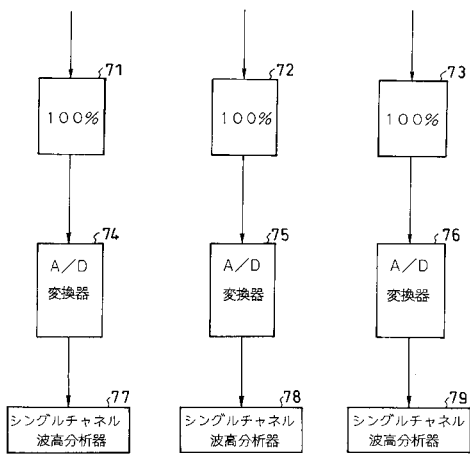 71
72
73
100%
100%
100%
74
75
76
A/D
変換器
A/D
変換器
A/D
変換器
77
78
79
シングルチャネル
波高分析器
シングルチャネル
波高分析器
シングルチャネル
波高分析器